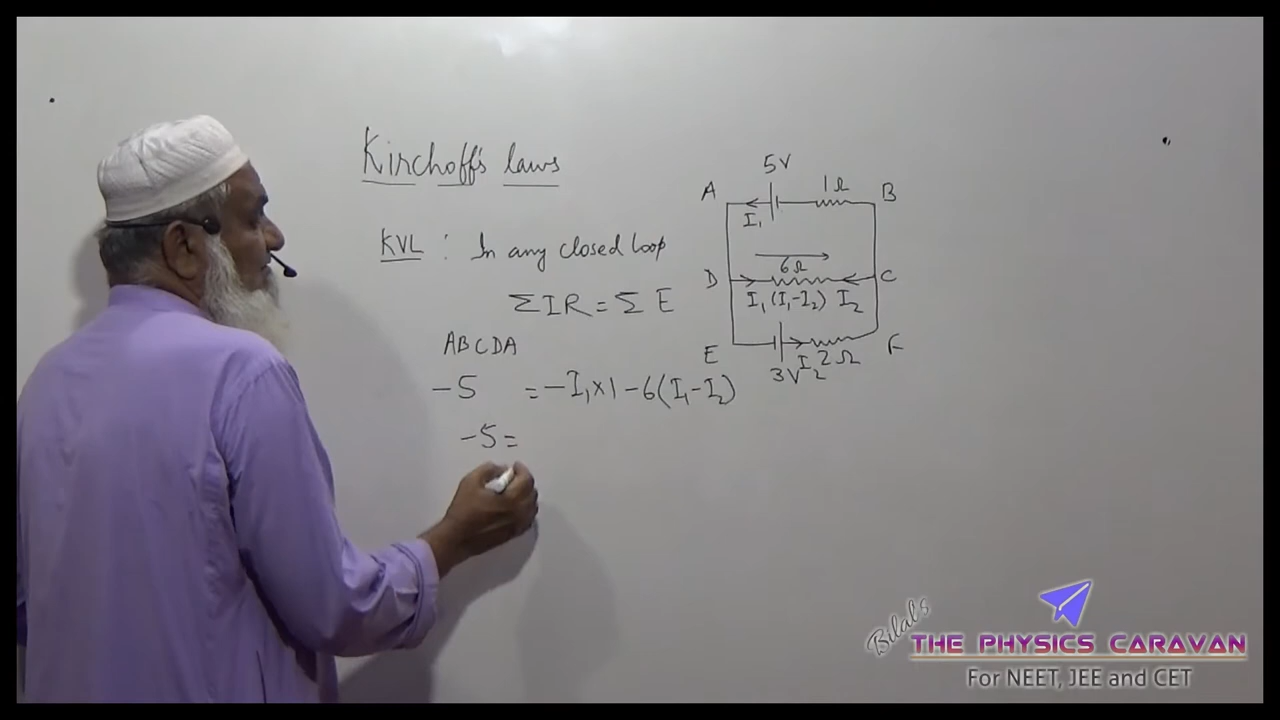 Kirchoff's laws
KVL : In any closed loop
ΣIR = Σ E
ABCDA
-5 = -I₁×1 -6(I₁-I₂)
-5 =
5V
1Ω
A
B
I₁
6Ω
D
C
I₁ (I₁-I₂) I₂
E
F
I₂ 2Ω
3V
Bilal's
THE PHYSICS CARAVAN
For NEET, JEE and CET